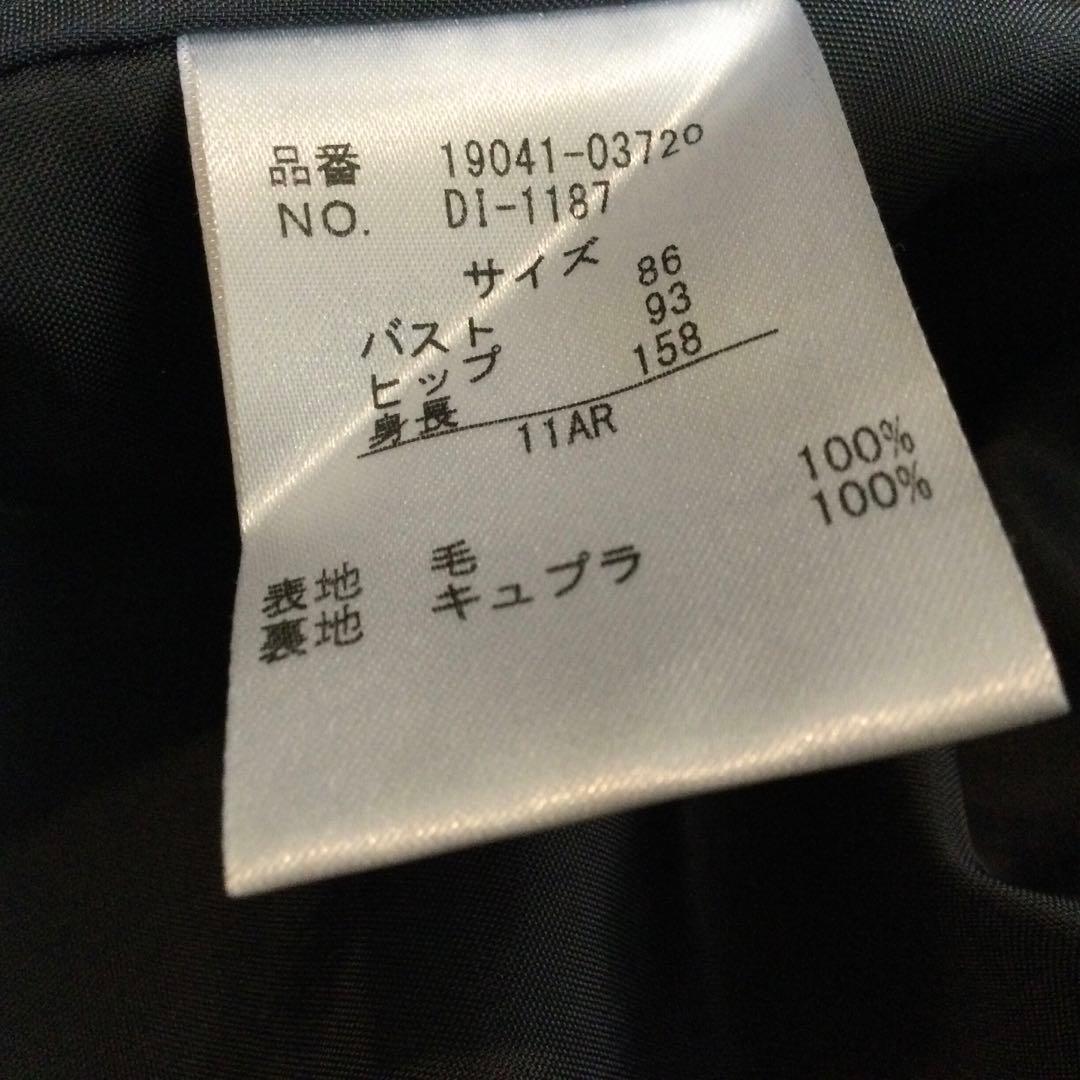 品番 19041-03720
NO. DI-1187
サイズ
バスト 86
ヒップ 93
身長 158
11AR
表地 毛 100%
裏地 キュプラ 100%